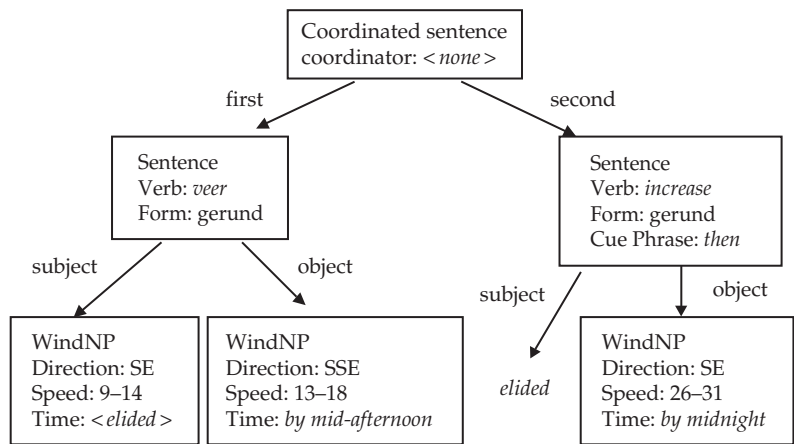 Coordinated sentence
coordinator: <none>
first
second
Sentence
Verb: veer
Form: gerund
Sentence
Verb: increase
Form: gerund
Cue Phrase: then
subject
object
subject
object
WindNP
Direction: SE
Speed: 9–14
Time: <elided>
WindNP
Direction: SSE
Speed: 13–18
Time: by mid-afternoon
elided
WindNP
Direction: SE
Speed: 26–31
Time: by midnight